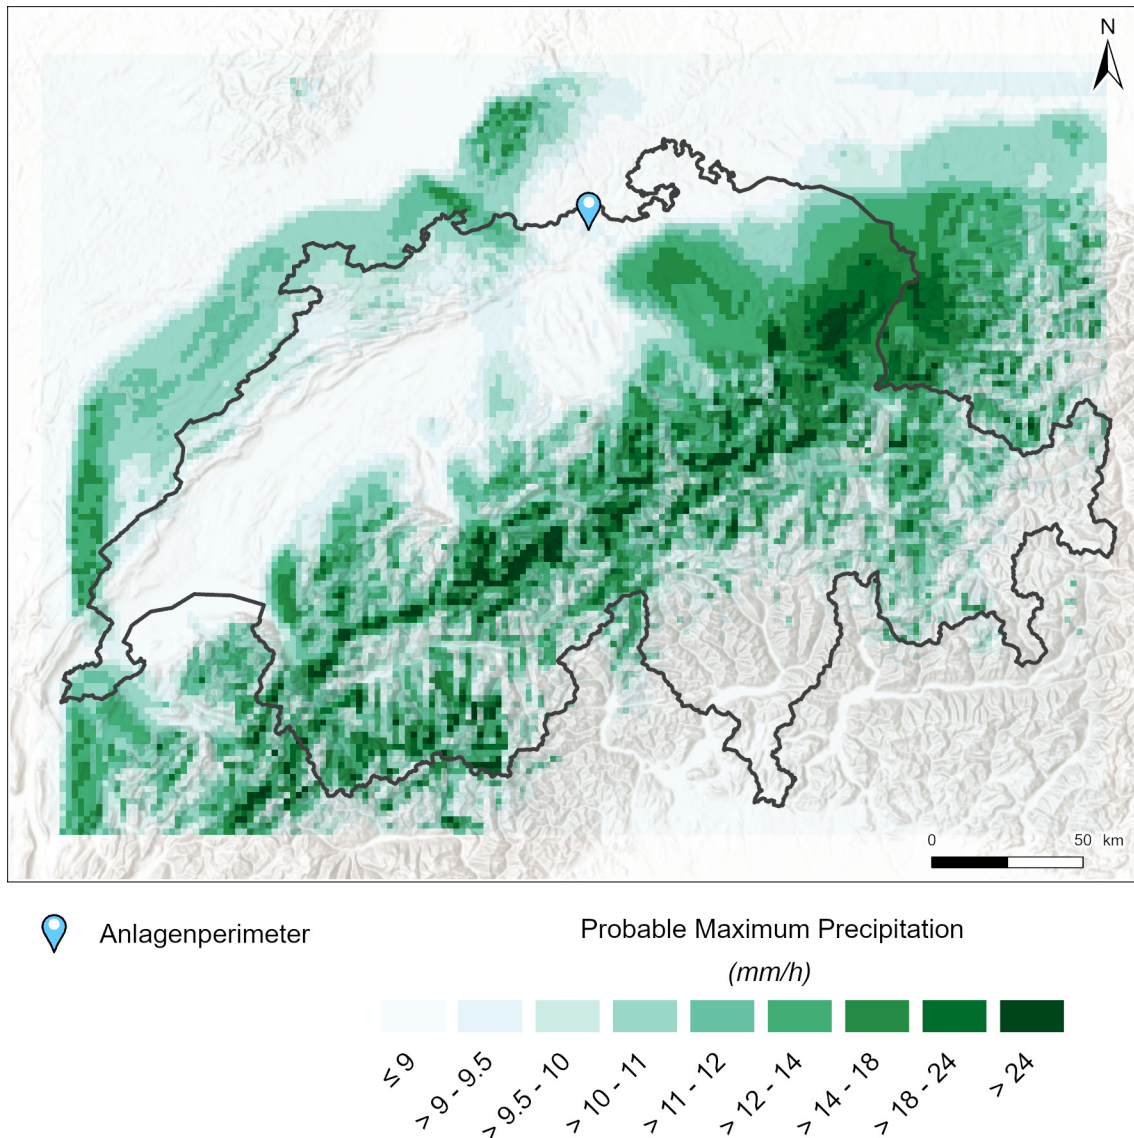 N
0 50 km
Anlagenperimeter
Probable Maximum Precipitation
(mm/h)
≤ 9
> 9 - 9.5
> 9.5 - 10
> 10 - 11
> 11 - 12
> 12 - 14
> 14 - 18
> 18 - 24
> 24